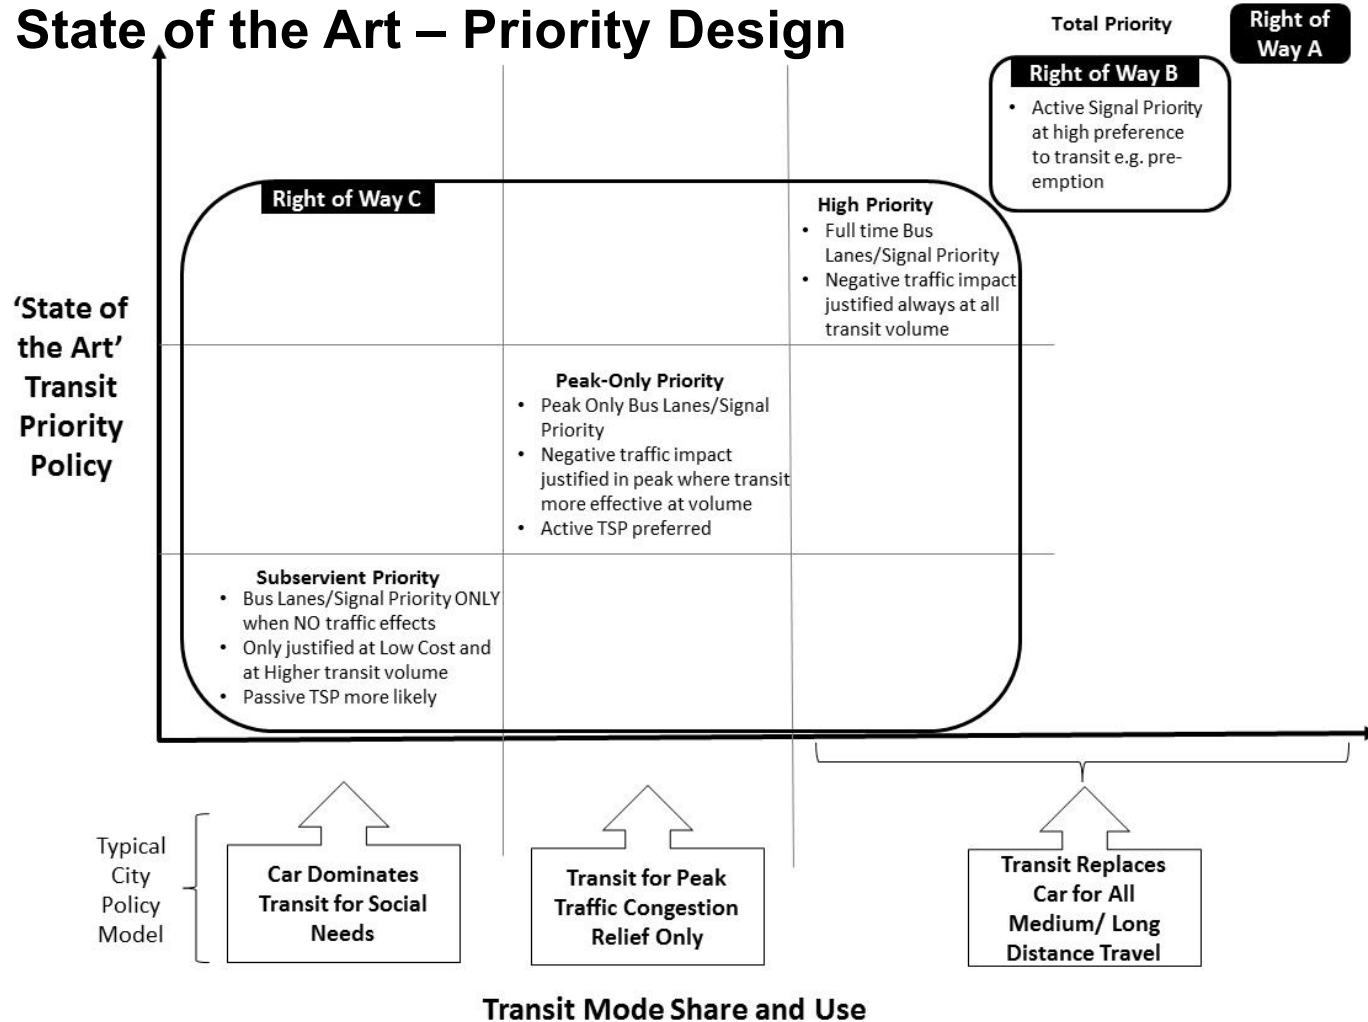 State of the Art – Priority Design
Total Priority
Right of
Way A
Right of Way B
• Active Signal Priority
at high preference
to transit e.g. pre-
emption
Right of Way C
High Priority
• Full time Bus
Lanes/Signal Priority
• Negative traffic impact
justified always at all
transit volume
‘State of
the Art’
Transit
Priority
Policy
Peak-Only Priority
• Peak Only Bus Lanes/Signal
Priority
• Negative traffic impact
justified in peak where transit
more effective at volume
• Active TSP preferred
Subservient Priority
• Bus Lanes/Signal Priority ONLY
when NO traffic effects
• Only justified at Low Cost and
at Higher transit volume
• Passive TSP more likely
Typical
City
Policy
Model
Car Dominates
Transit for Social
Needs
Transit for Peak
Traffic Congestion
Relief Only
Transit Replaces
Car for All
Medium/ Long
Distance Travel
Transit Mode Share and Use